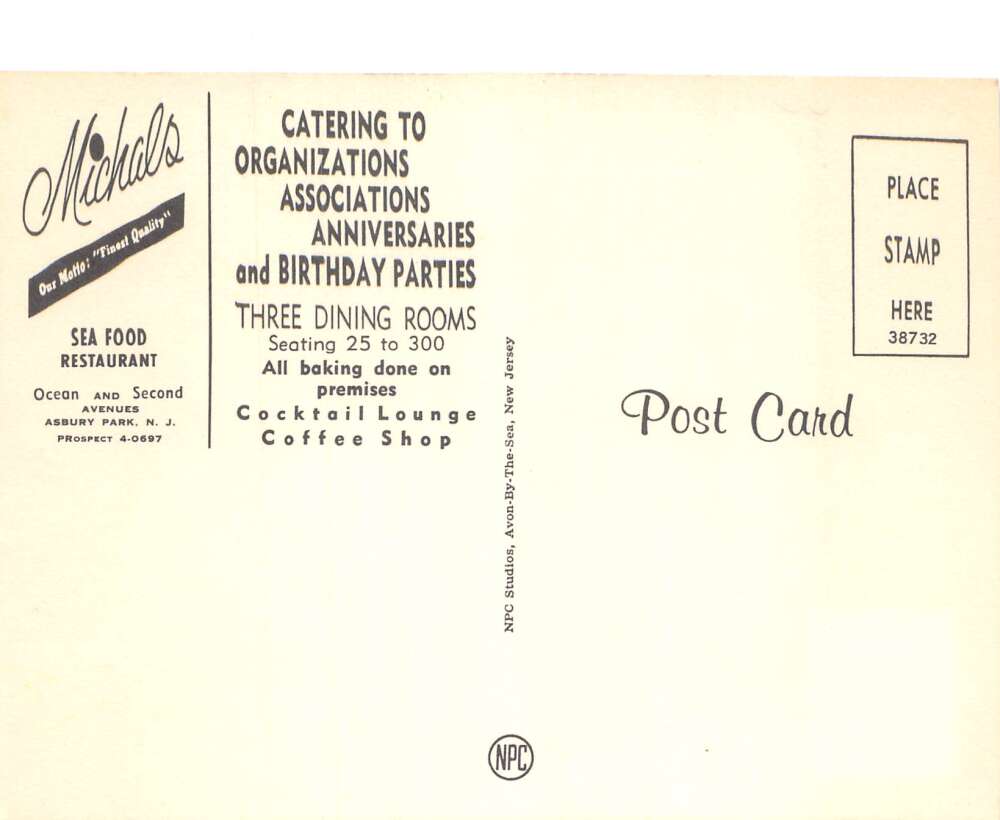 Michals
Our Motto: "Finest Quality"
SEA FOOD
RESTAURANT
Ocean AND Second
AVENUES
ASBURY PARK, N. J.
PROSPECT 4-0697
CATERING TO
ORGANIZATIONS
ASSOCIATIONS
ANNIVERSARIES
and BIRTHDAY PARTIES
THREE DINING ROOMS
Seating 25 to 300
All baking done on
premises
Cocktail Lounge
Coffee Shop
NPC Studios, Avon-By-The-Sea, New Jersey
NPC
PLACE
STAMP
HERE
38732
Post Card